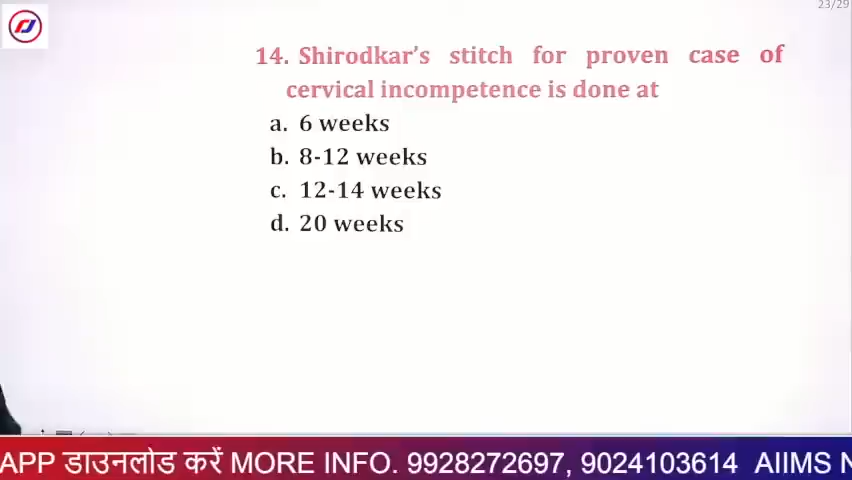 23/29
14. Shirodkar's stitch for proven case of
cervical incompetence is done at
a. 6 weeks
b. 8-12 weeks
c. 12-14 weeks
d. 20 weeks
APP डाउनलोड करें MORE INFO. 9928272697, 9024103614 AIIMS N